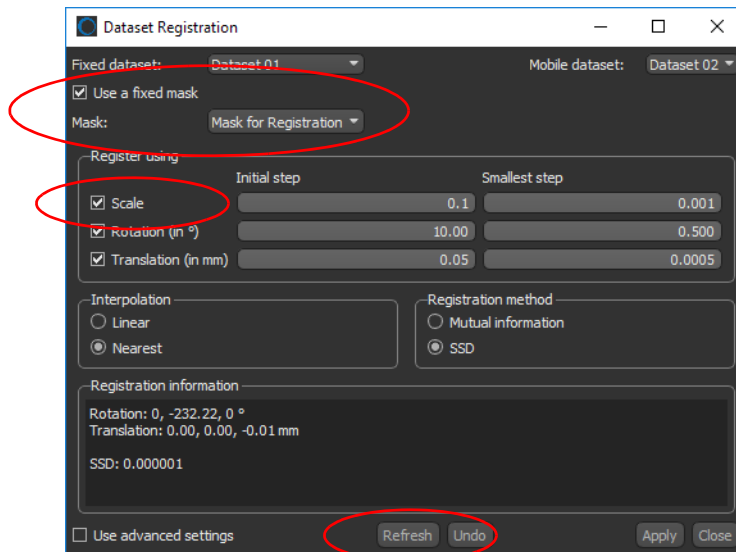 Dataset Registration
Fixed dataset: Dataset 01 Mobile dataset: Dataset 02
Use a fixed mask
Mask: Mask for Registration
Register using
Initial step Smallest step
Scale 0.1 0.001
Rotation (in °) 10.00 0.500
Translation (in mm) 0.05 0.0005
Interpolation Registration method
Linear Mutual information
Nearest SSD
Registration information
Rotation: 0, -232.22, 0 °
Translation: 0.00, 0.00, -0.01 mm
SSD: 0.000001
Use advanced settings Refresh Undo Apply Close